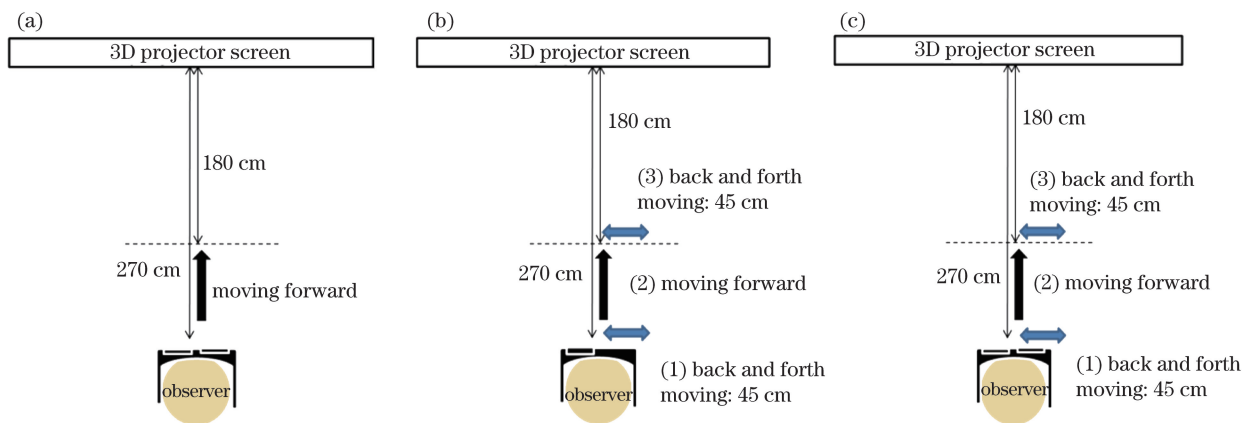 (a)
3D projector screen
180 cm
270 cm
moving forward
observer
(b)
3D projector screen
180 cm
(3) back and forth
moving: 45 cm
270 cm
(2) moving forward
(1) back and forth
moving: 45 cm
observer
(c)
3D projector screen
180 cm
(3) back and forth
moving: 45 cm
270 cm
(2) moving forward
(1) back and forth
moving: 45 cm
observer